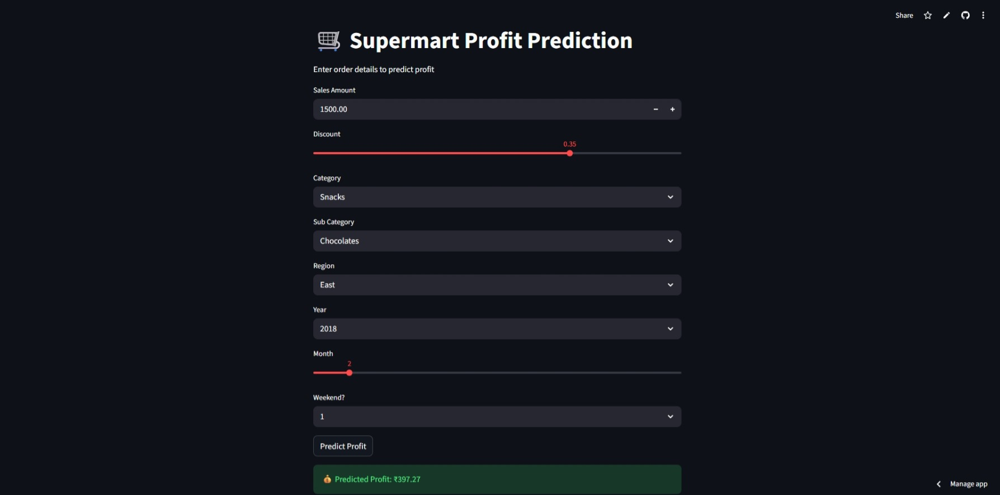 Share
Supermart Profit Prediction
Enter order details to predict profit
Sales Amount
1500.00
Discount
0.35
Category
Snacks
Sub Category
Chocolates
Region
East
Year
2018
Month
2
Weekend?
1
Predict Profit
Predicted Profit: ₹397.27
Manage app